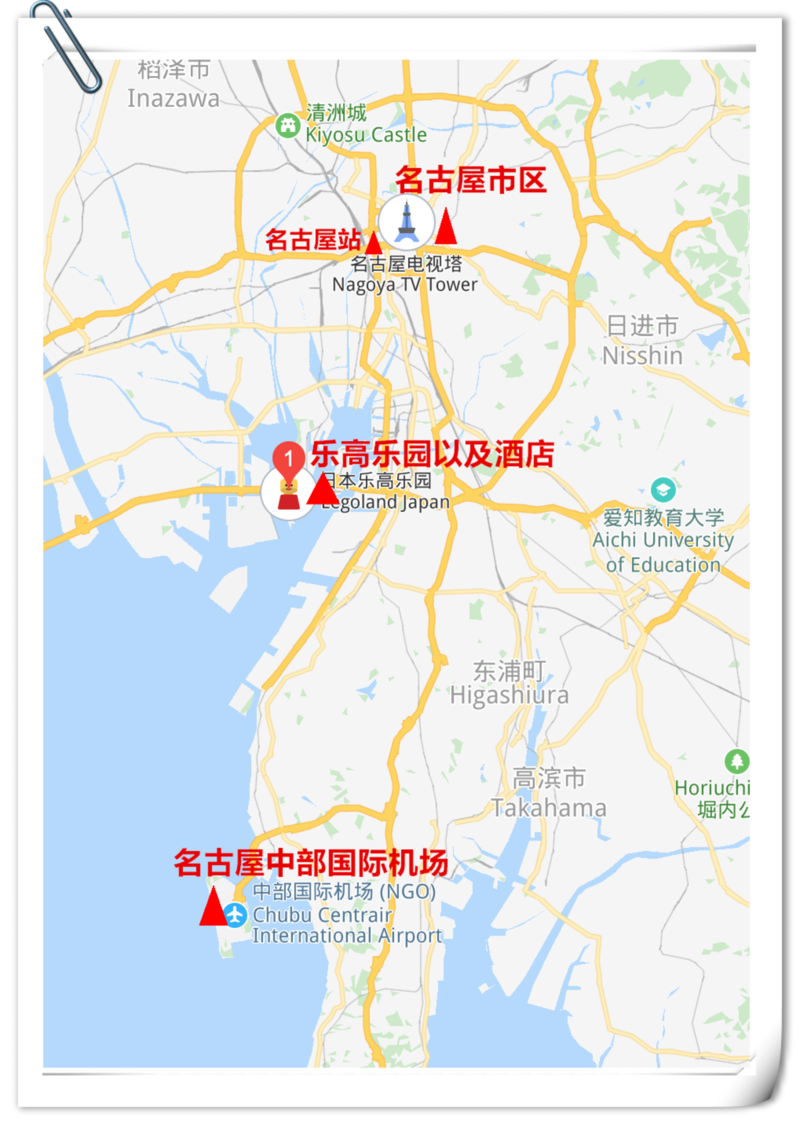 稻泽市
Inazawa
清洲城
Kiyosu Castle
名古屋市区
名古屋站
名古屋电视塔
Nagoya TV Tower
日进市
Nisshin
1
乐高乐园以及酒店
日本乐高乐园
Legoland Japan
爱知教育大学
Aichi University
of Education
东浦町
Higashiura
高滨市
Takahama
Horiuchi
堀内公
名古屋中部国际机场
中部国际机场 (NGO)
Chubu Centrair
International Airport